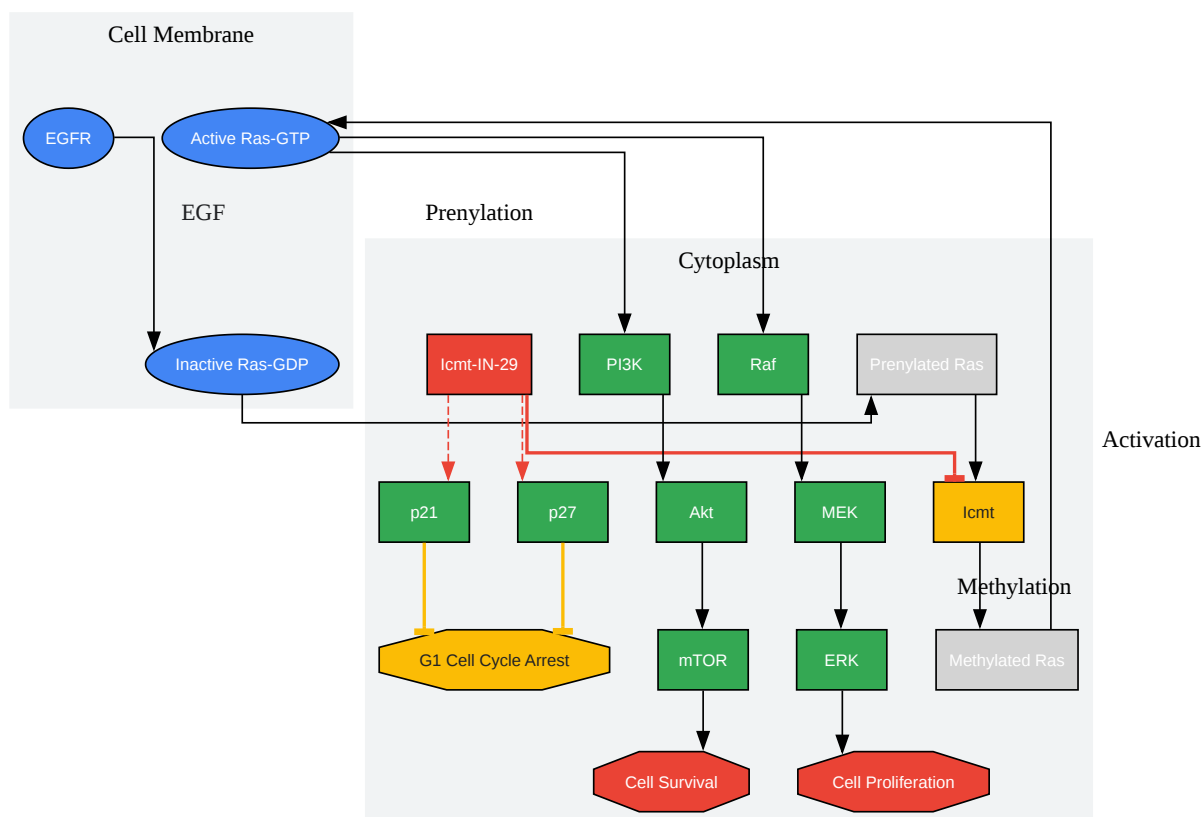 Cell Membrane
EGFR
Active Ras-GTP
EGF
Prenylation
Cytoplasm
Inactive Ras-GDP
Icmt-IN-29
PI3K
Raf
Prenylated Ras
Activation
p21
p27
Akt
MEK
Icmt
Methylation
G1 Cell Cycle Arrest
mTOR
ERK
Methylated Ras
Cell Survival
Cell Proliferation